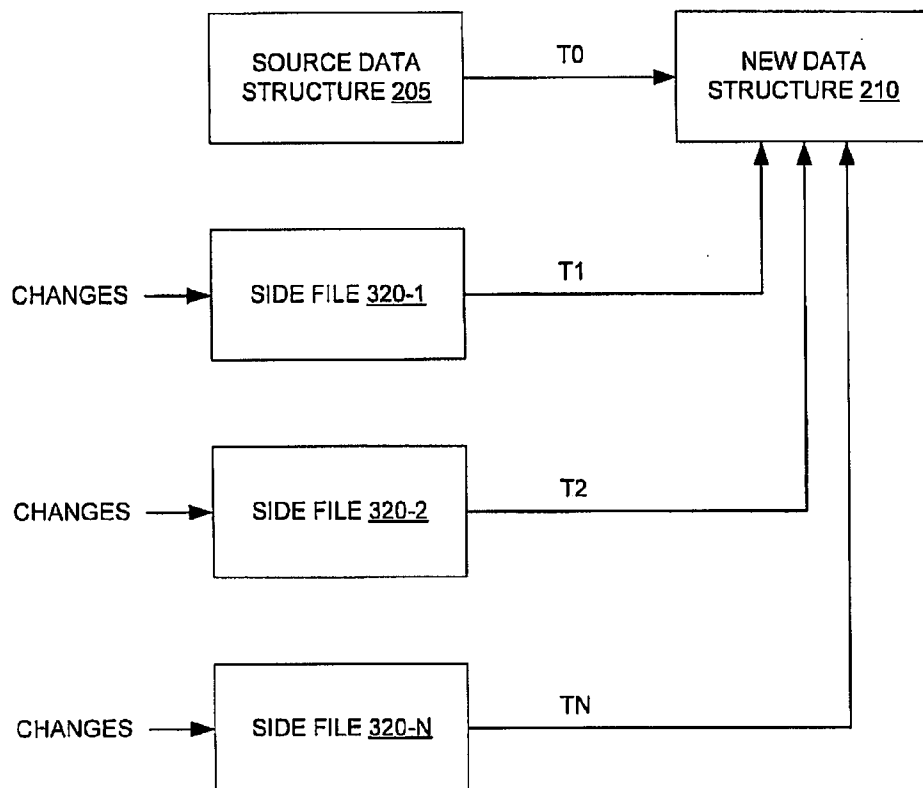 SOURCE DATA
STRUCTURE 205
T0
NEW DATA
STRUCTURE 210
CHANGES
SIDE FILE 320-1
T1
CHANGES
SIDE FILE 320-2
T2
CHANGES
SIDE FILE 320-N
TN